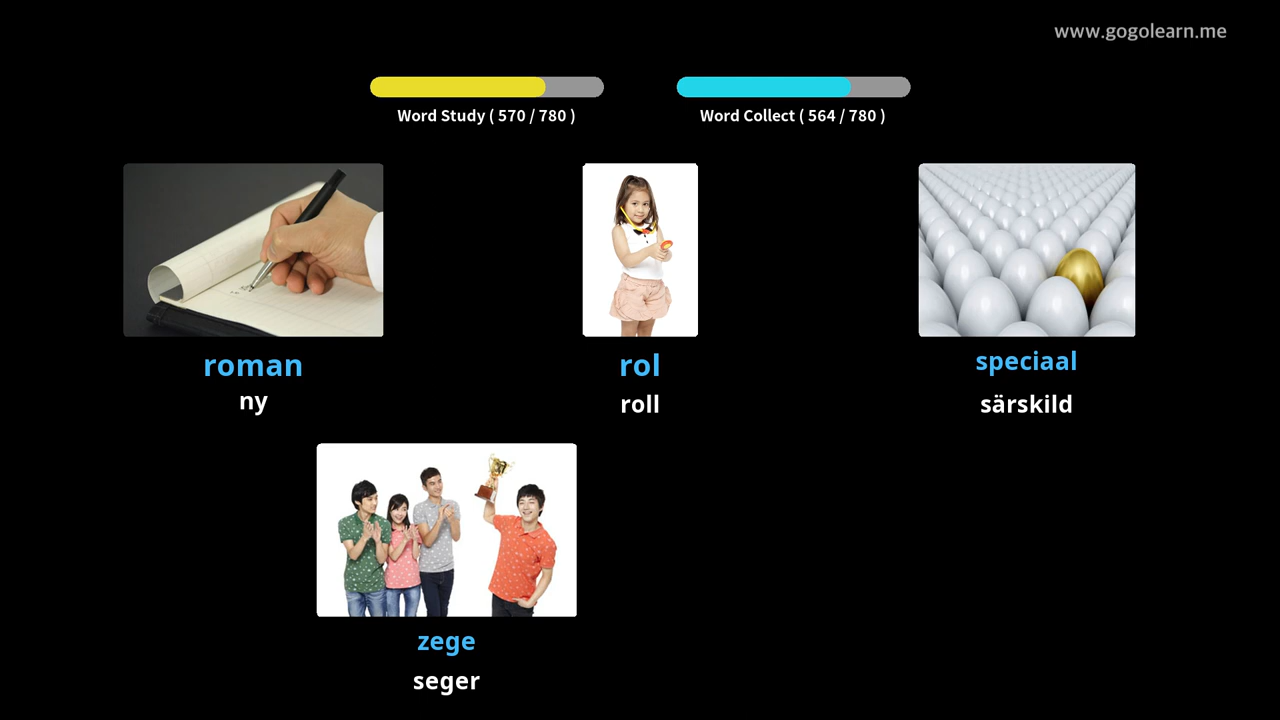 www.gogolearn.me
Word Study ( 570 / 780 )
Word Collect ( 564 / 780 )
roman
ny
rol
roll
speciaal
särskild
zege
seger